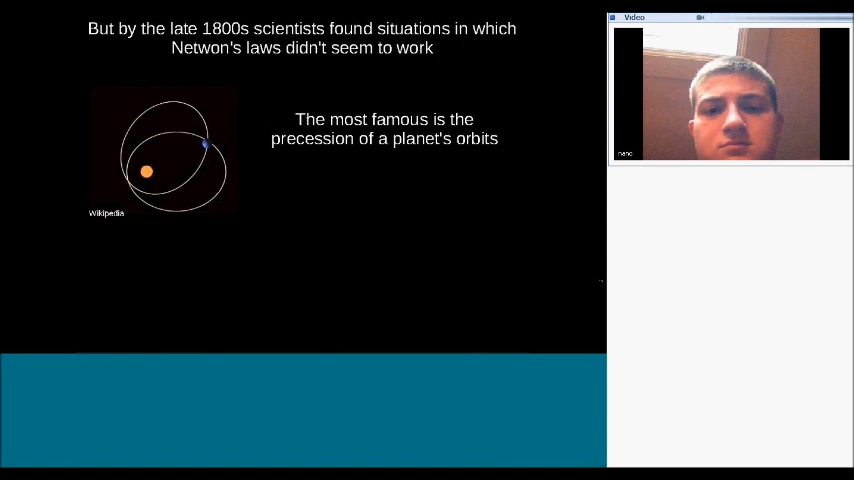 But by the late 1800s scientists found situations in which
Netwon's laws didn't seem to work
The most famous is the
precession of a planet's orbits
Wikipedia
Video
nano